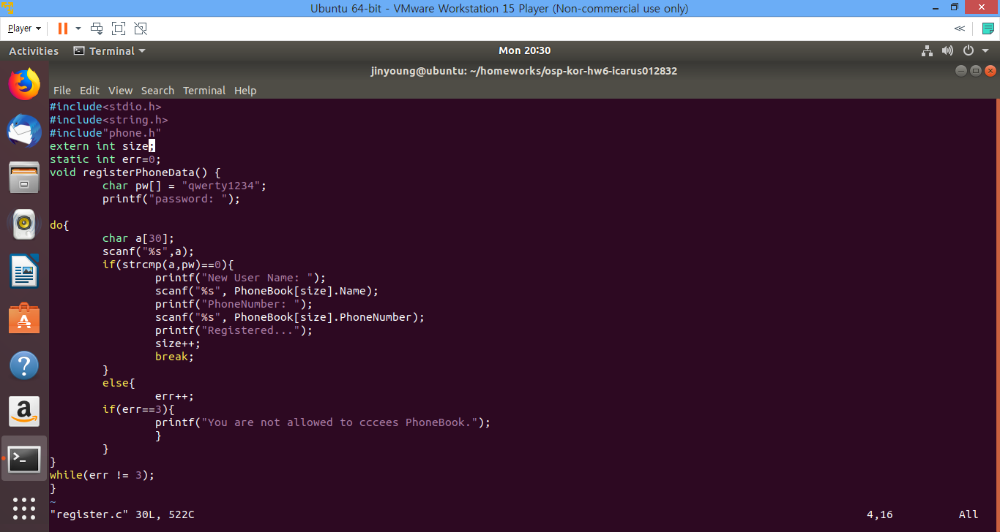 Ubuntu 64-bit - VMware Workstation 15 Player (Non-commercial use only)
Player
Activities Terminal Mon 20:30
jinyoung@ubuntu: ~/homeworks/osp-kor-hw6-icarus012832
File Edit View Search Terminal Help
#include<stdio.h>
#include<string.h>
#include"phone.h"
extern int size;
static int err=0;
void registerPhoneData() {
        char pw[] = "qwerty1234";
        printf("password: ");

do{
        char a[30];
        scanf("%s",a);
        if(strcmp(a,pw)==0){
                printf("New User Name: ");
                scanf("%s", PhoneBook[size].Name);
                printf("PhoneNumber: ");
                scanf("%s", PhoneBook[size].PhoneNumber);
                printf("Registered...");
                size++;
                break;
        }
        else{
                err++;
        if(err==3){
                printf("You are not allowed to cccees PhoneBook.");
                }
        }
}
while(err != 3);
}
~
"register.c" 30L, 522C 4,16 All